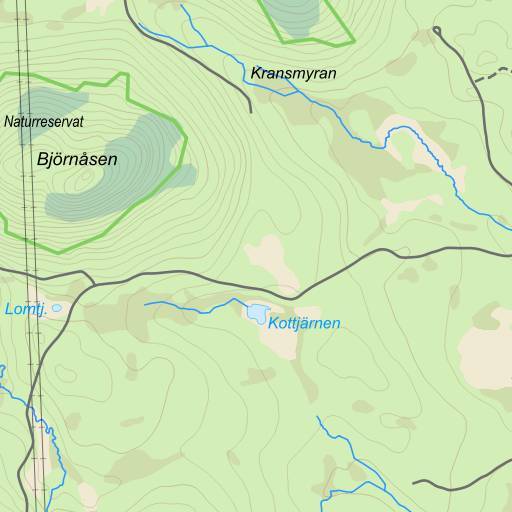 Kransmyran
Naturreservat
Björnåsen
Lomtj.
Kottjärnen